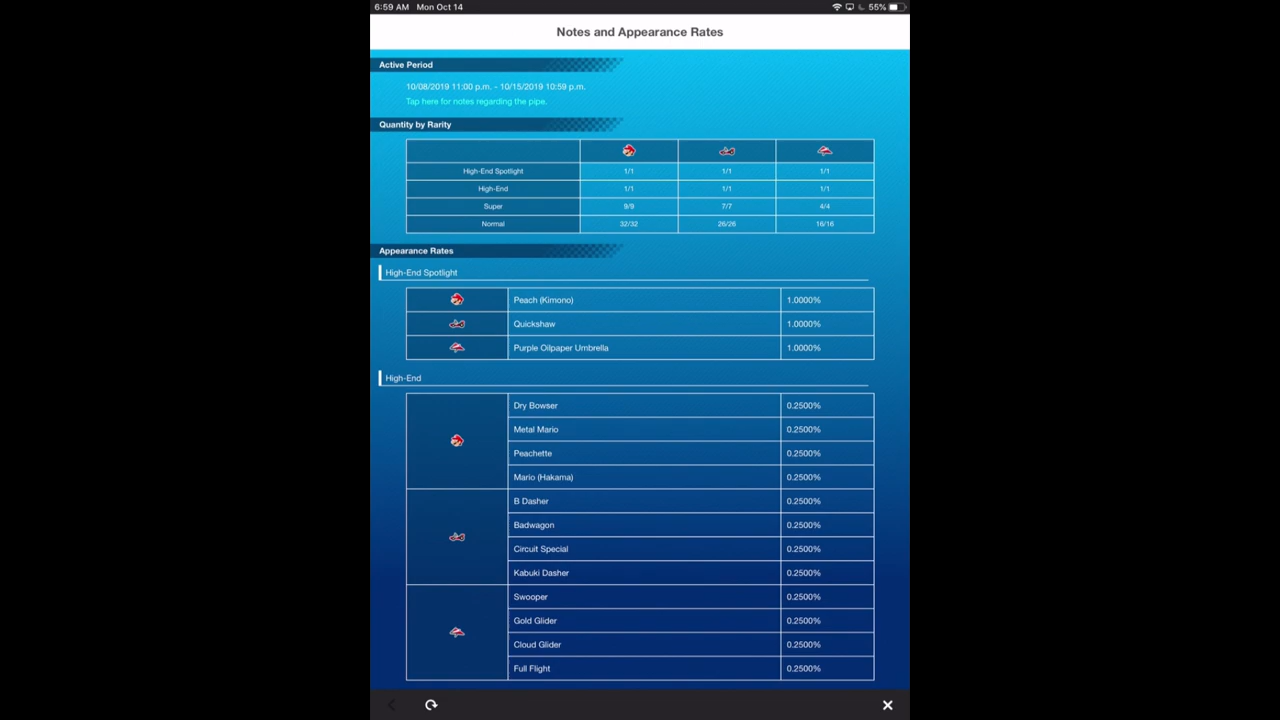 6:59 AM Mon Oct 14 55%
Notes and Appearance Rates
Active Period
10/08/2019 11:00 p.m. - 10/15/2019 10:59 p.m.
Tap here for notes regarding the pipe.
Quantity by Rarity
High-End Spotlight 1/1 1/1 1/1
High-End 1/1 1/1 1/1
Super 9/9 7/7 4/4
Normal 32/32 26/26 16/16
Appearance Rates
High-End Spotlight
Peach (Kimono) 1.0000%
Quickshaw 1.0000%
Purple Oilpaper Umbrella 1.0000%
High-End
Dry Bowser 0.2500%
Metal Mario 0.2500%
Peachette 0.2500%
Mario (Hakama) 0.2500%
B Dasher 0.2500%
Badwagon 0.2500%
Circuit Special 0.2500%
Kabuki Dasher 0.2500%
Swooper 0.2500%
Gold Glider 0.2500%
Cloud Glider 0.2500%
Full Flight 0.2500%